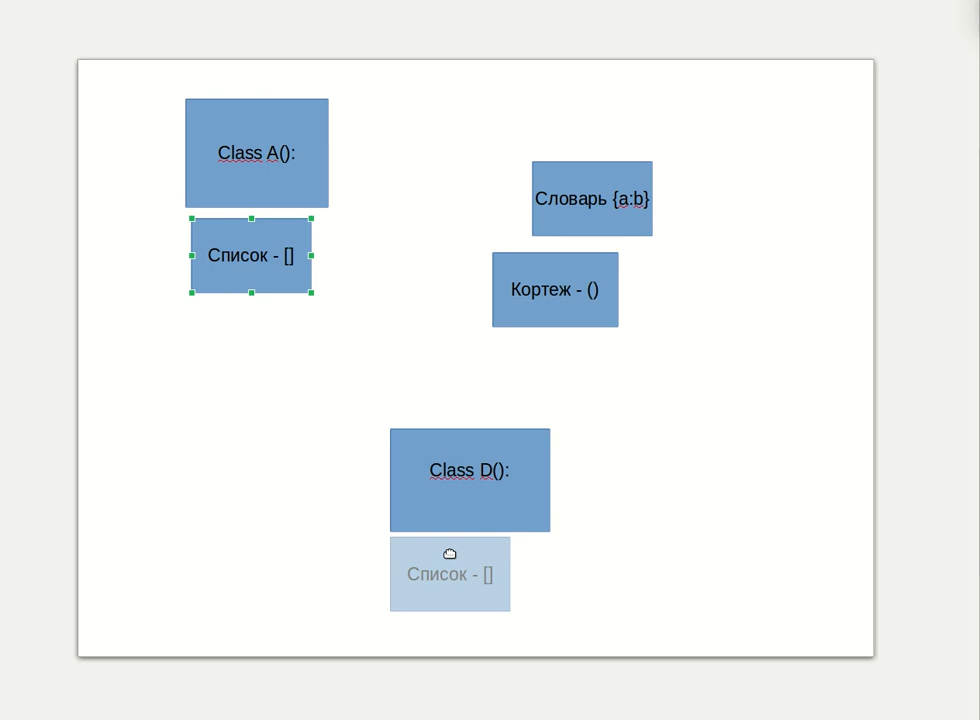 Class A():
Словарь {a:b}
Список - []
Кортеж - ()
Class D():
Список - []